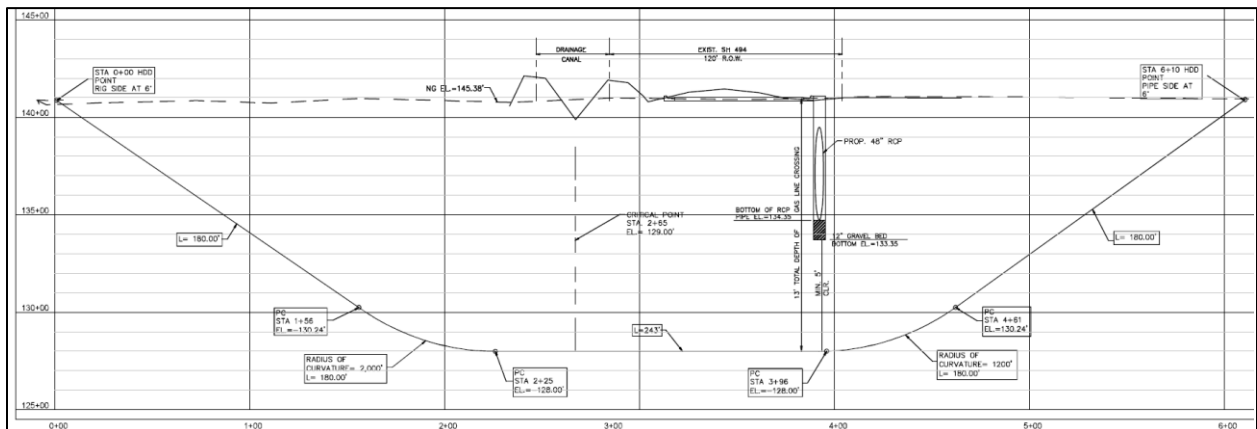 145+00
DRAINAGE
CANAL
EXIST. SH 494
120' R.O.W.
STA 0+00 HDD
POINT
RIG SIDE AT 6°
NG EL.=145.38'
STA 6+10 HDD
POINT
PIPE SIDE AT
6°
140+00
PROP. 48" RCP
13' TOTAL DEPTH OF GAS LINE CROSSING
BOTTOM OF RCP
PIPE EL.=134.35
135+00
CRITICAL POINT
STA. 2+65
EL.= 129.00'
12" GRAVEL BED
BOTTOM EL.=133.35
L= 180.00'
L= 180.00'
MIN. 5'
CLR.
130+00
PC
STA 1+56
EL.=-130.24'
PC
STA 4+61
EL.=130.24'
L=243'
RADIUS OF
CURVATURE= 2,000'
L= 180.00'
RADIUS OF
CURVATURE= 1200'
L= 180.00'
PC
STA 2+25
EL.=-128.00'
PC
STA 3+96
EL.=-128.00'
125+00
0+00
1+00
2+00
3+00
4+00
5+00
6+00